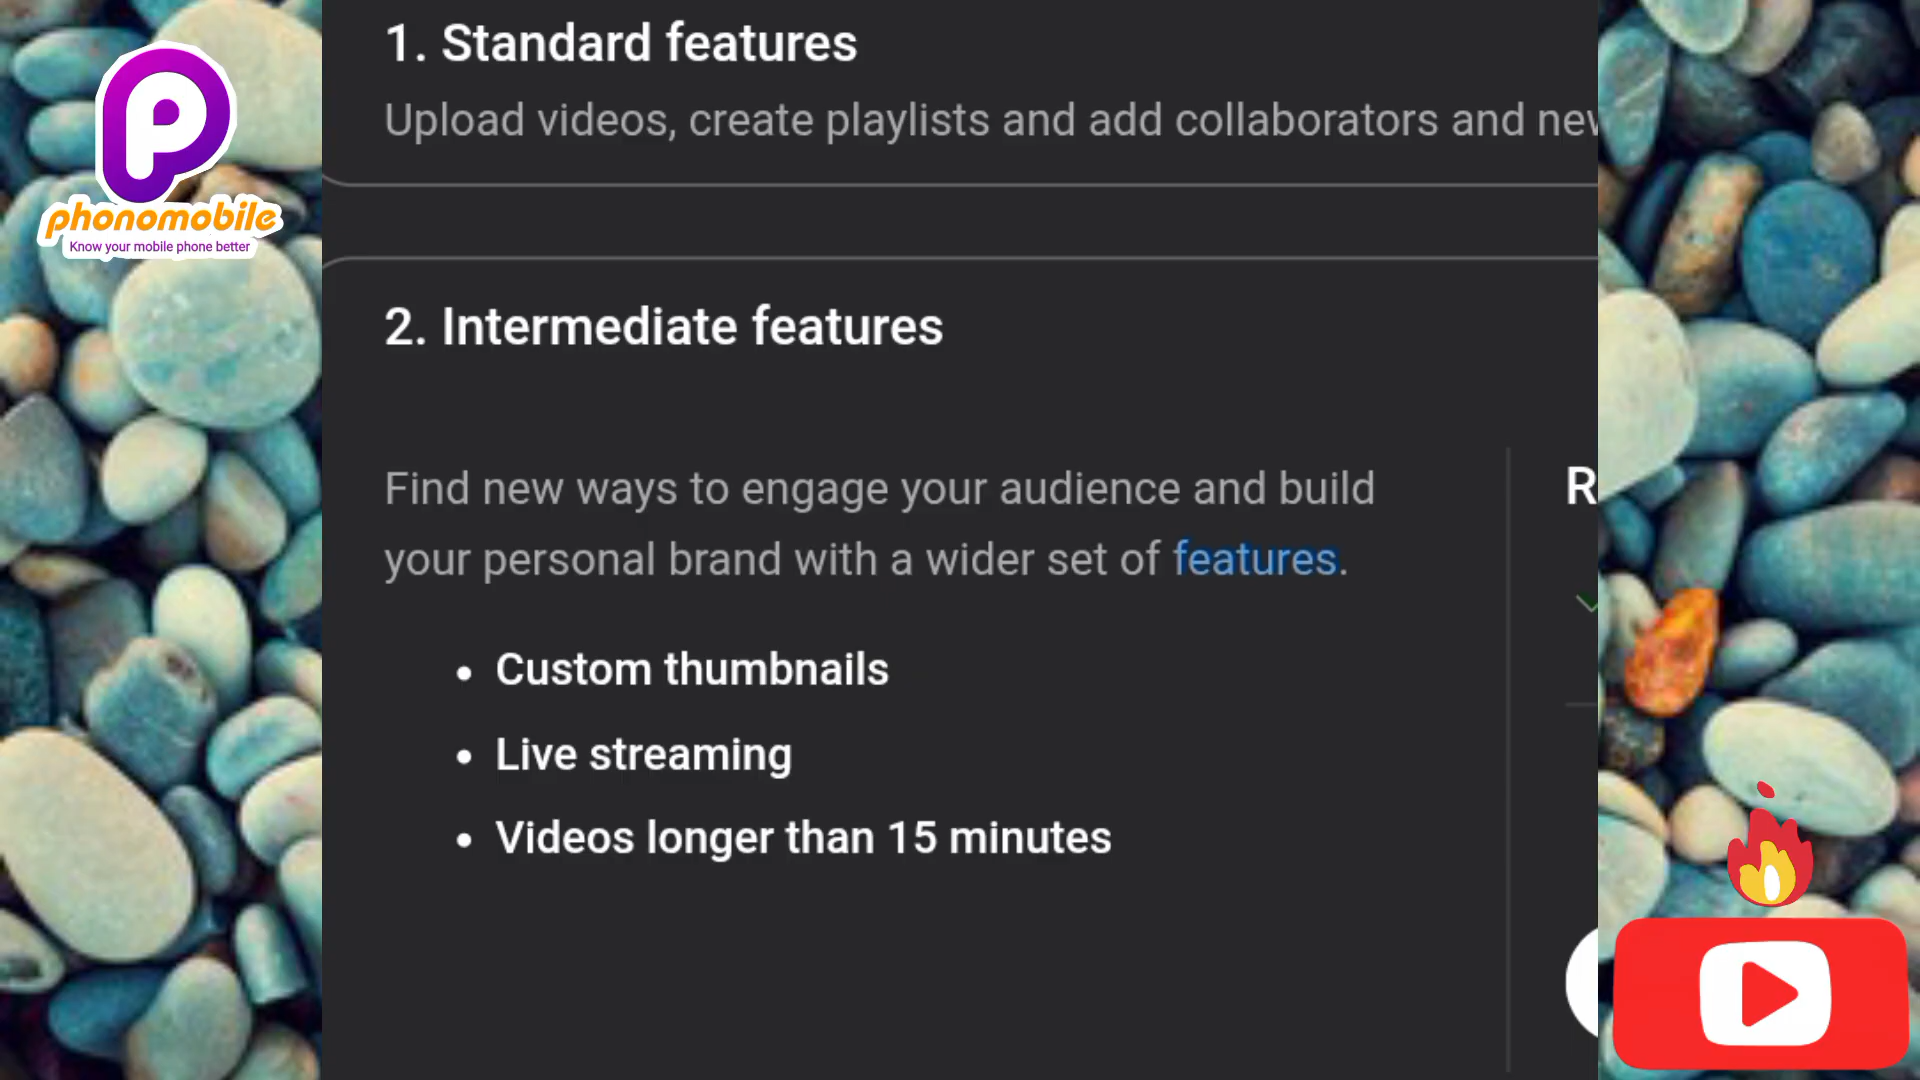 phonomobile
Know your mobile phone better
1. Standard features
Upload videos, create playlists and add collaborators and
2. Intermediate features
Find new ways to engage your audience and build
your personal brand with a wider set of features.
• Custom thumbnails
• Live streaming
• Videos longer than 15 minutes